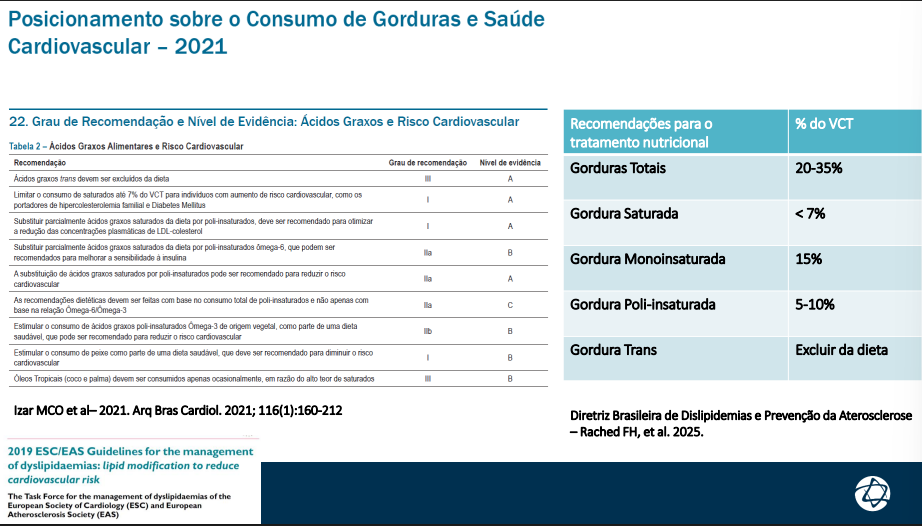 Posicionamento sobre o Consumo de Gorduras e Saúde
Cardiovascular – 2021
22. Grau de Recomendação e Nível de Evidência: Ácidos Graxos e Risco Cardiovascular
Tabela 2 – Ácidos Graxos Alimentares e Risco Cardiovascular
Recomendação Grau de recomendação Nível de evidência
Ácidos graxos trans devem ser excluídos da dieta III A
Limitar o consumo de saturados até 7% do VCT para indivíduos com aumento de risco cardiovascular, como os
portadores de hipercolesterolemia familial e Diabetes Mellitus I A
Substituir parcialmente ácidos graxos saturados da dieta por poli-insaturados, deve ser recomendado para otimizar
a redução das concentrações plasmáticas de LDL-colesterol I A
Substituir parcialmente ácidos graxos saturados da dieta por poli-insaturados ômega-6, que podem ser
recomendados para melhorar a sensibilidade à insulina IIa B
A substituição de ácidos graxos saturados por poli-insaturados pode ser recomendado para reduzir o risco
cardiovascular IIa A
As recomendações dietéticas devem ser feitas com base no consumo total de poli-insaturados e não apenas com
base na relação Ômega-6/Ômega-3 IIa C
Estimular o consumo de ácidos graxos poli-insaturados Ômega-3 de origem vegetal, como parte de uma dieta
saudável, que pode ser recomendado para reduzir o risco cardiovascular IIb B
Estimular o consumo de peixe como parte de uma dieta saudável, que deve ser recomendado para diminuir o risco
cardiovascular I B
Óleos Tropicais (coco e palma) devem ser consumidos apenas ocasionalmente, em razão do alto teor de saturados III B
Izar MCO et al– 2021. Arq Bras Cardiol. 2021; 116(1):160-212
2019 ESC/EAS Guidelines for the management
of dyslipidaemias: lipid modification to reduce
cardiovascular risk
The Task Force for the management of dyslipidaemias of the
European Society of Cardiology (ESC) and European
Atherosclerosis Society (EAS)
Recomendações para o
tratamento nutricional % do VCT
Gorduras Totais 20-35%
Gordura Saturada < 7%
Gordura Monoinsaturada 15%
Gordura Poli-insaturada 5-10%
Gordura Trans Excluir da dieta
Diretriz Brasileira de Dislipidemias e Prevenção da Aterosclerose
– Rached FH, et al. 2025.